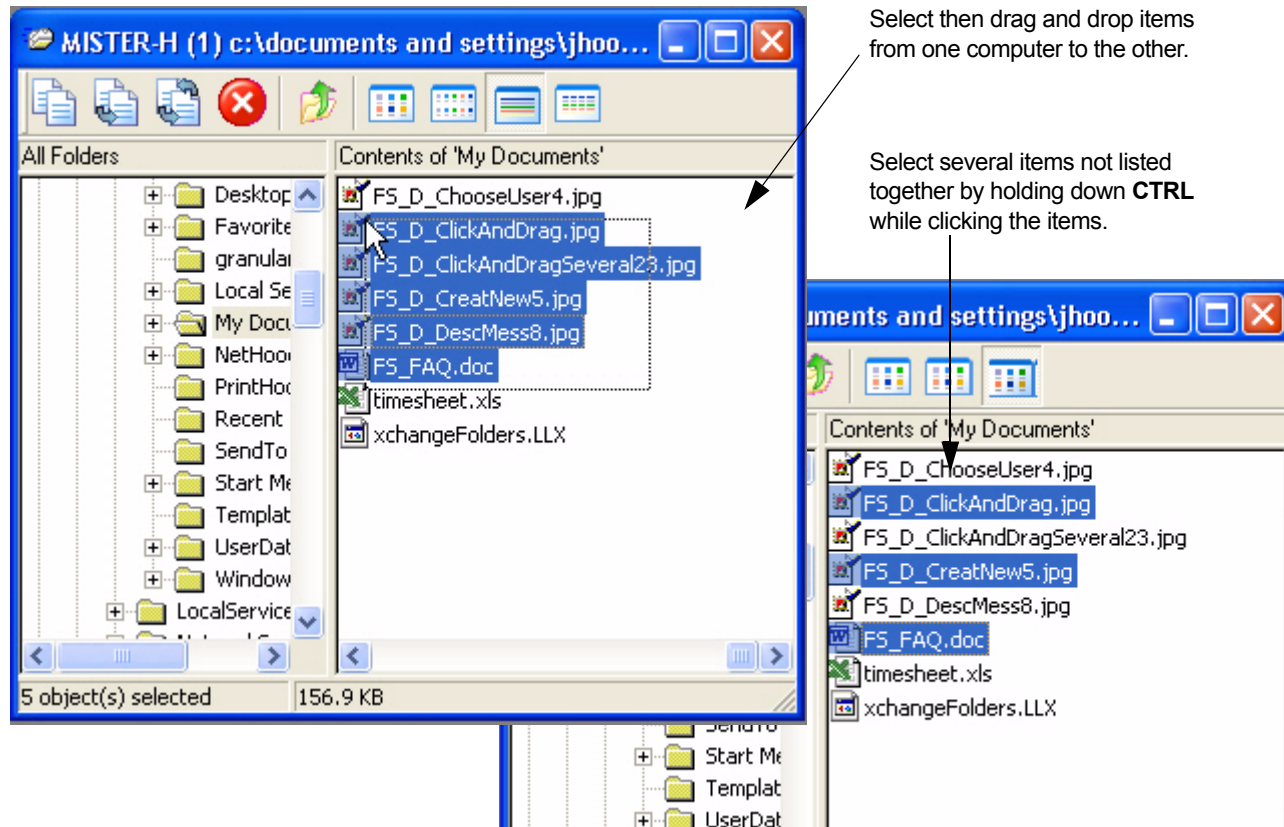 MISTER-H (1) c:\documents and settings\jhoo...
All Folders
Contents of 'My Documents'
Desktop
Favorite
granular
Local Se
My Docu
NetHoo
PrintHoo
Recent
SendTo
Start Me
Templat
UserDat
Window
LocalService
FS_D_ChooseUser4.jpg
FS_D_ClickAndDrag.jpg
FS_D_ClickAndDragSeveral23.jpg
FS_D_CreatNew5.jpg
FS_D_DescMess8.jpg
FS_FAQ.doc
timesheet.xls
xchangeFolders.LLX
5 object(s) selected
156.9 KB
Select then drag and drop items
from one computer to the other.
Select several items not listed
together by holding down CTRL
while clicking the items.
uments and settings\jhoo...
Contents of 'My Documents'
FS_D_ChooseUser4.jpg
FS_D_ClickAndDrag.jpg
FS_D_ClickAndDragSeveral23.jpg
FS_D_CreatNew5.jpg
FS_D_DescMess8.jpg
FS_FAQ.doc
timesheet.xls
xchangeFolders.LLX
SendTo
Start Me
Templat
UserDat